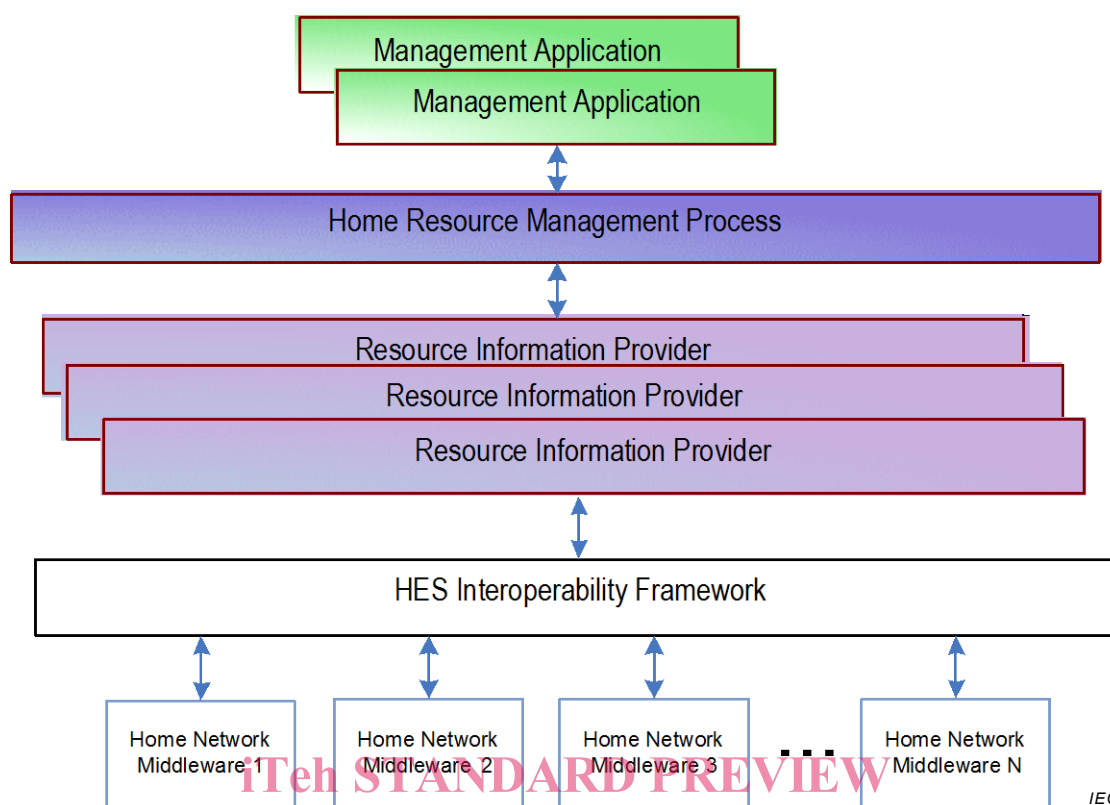 Management Application
Management Application
Home Resource Management Process
Resource Information Provider
Resource Information Provider
Resource Information Provider
HES Interoperability Framework
Home Network
Middleware 1
Home Network
Middleware 2
Home Network
Middleware 3
...
Home Network
Middleware N
iTeh STANDARD PREVIEW
IEC